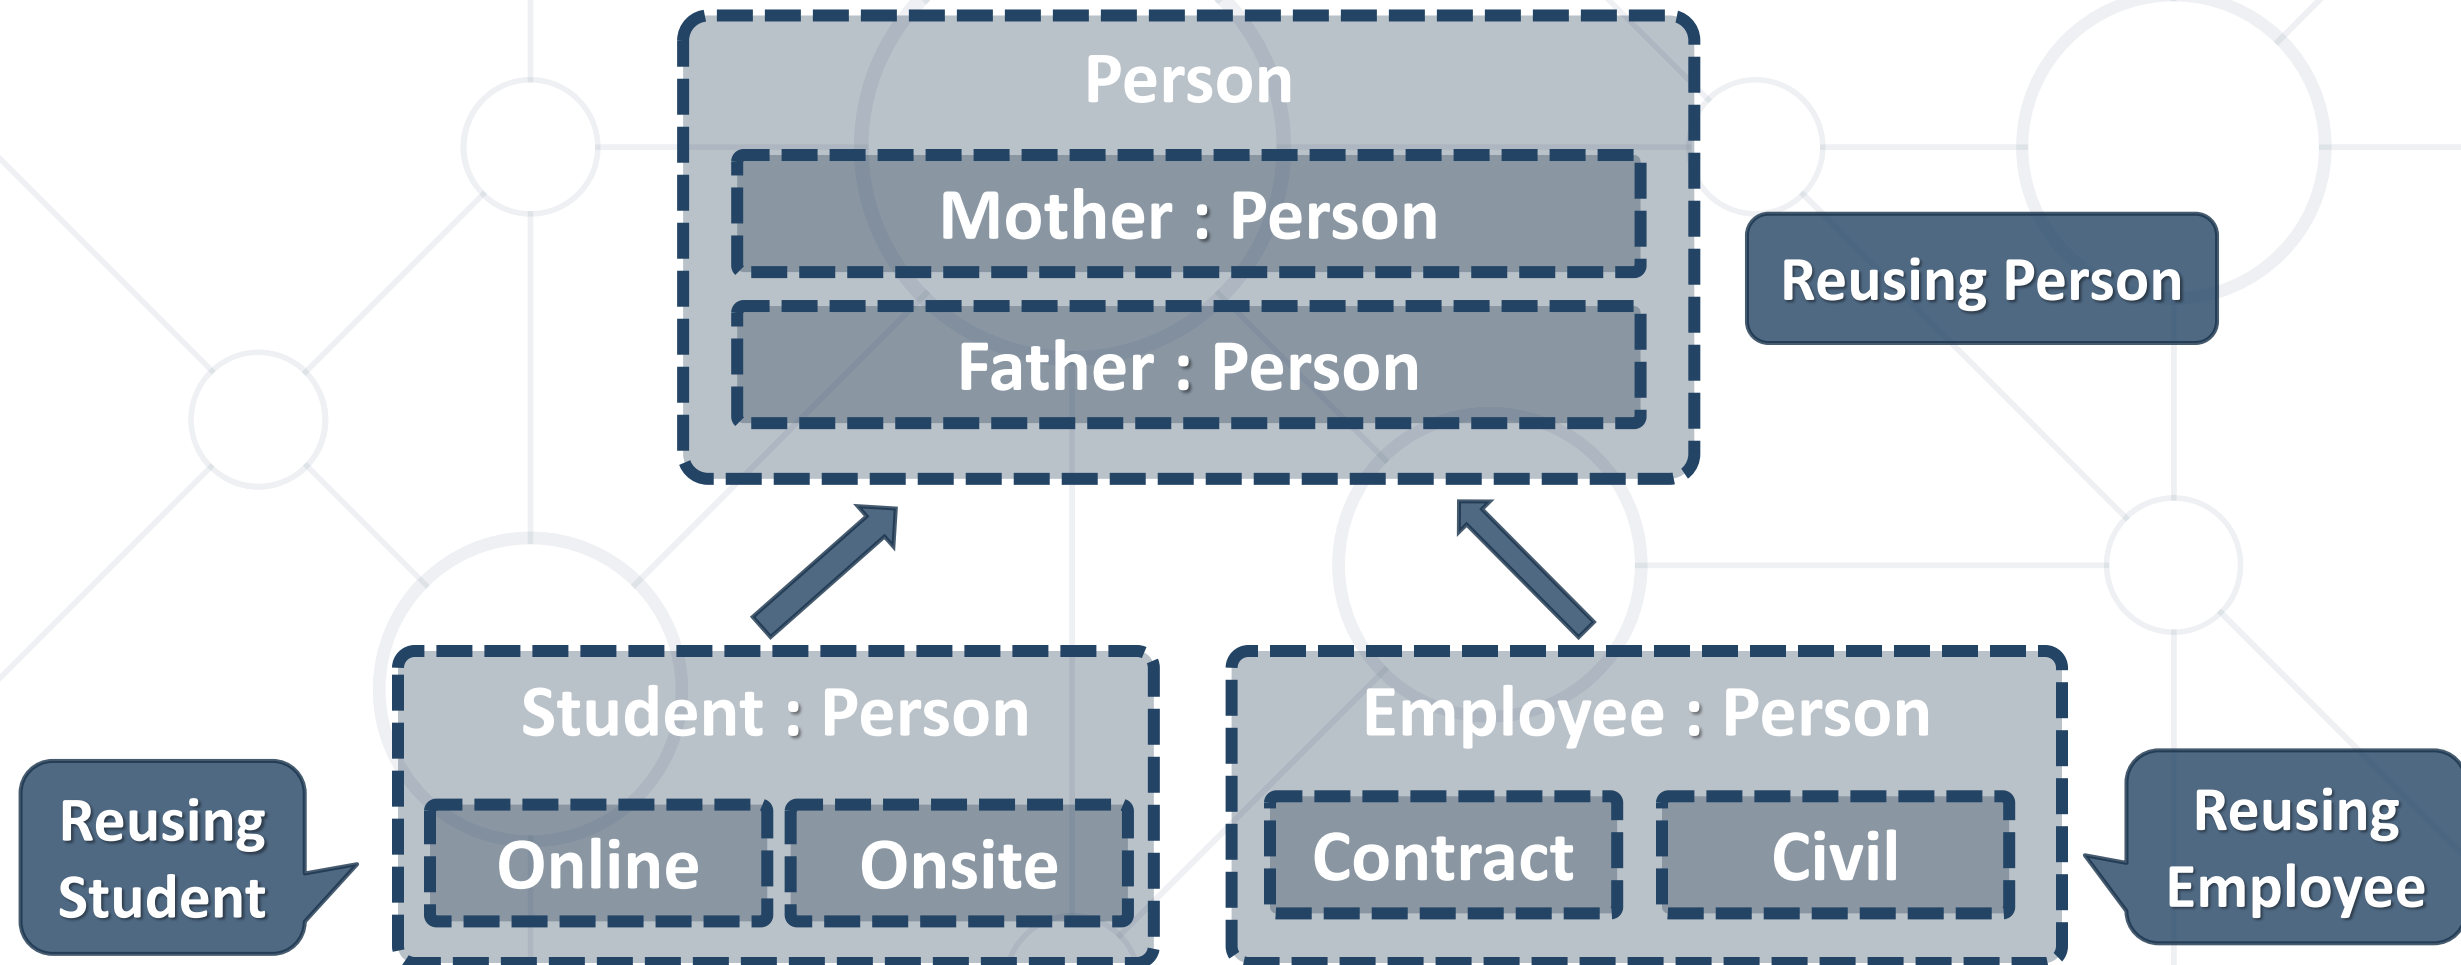 Person
Mother : Person
Father : Person
Reusing Person
Student : Person
Employee : Person
Reusing
Student
Online
Onsite
Contract
Civil
Reusing
Employee